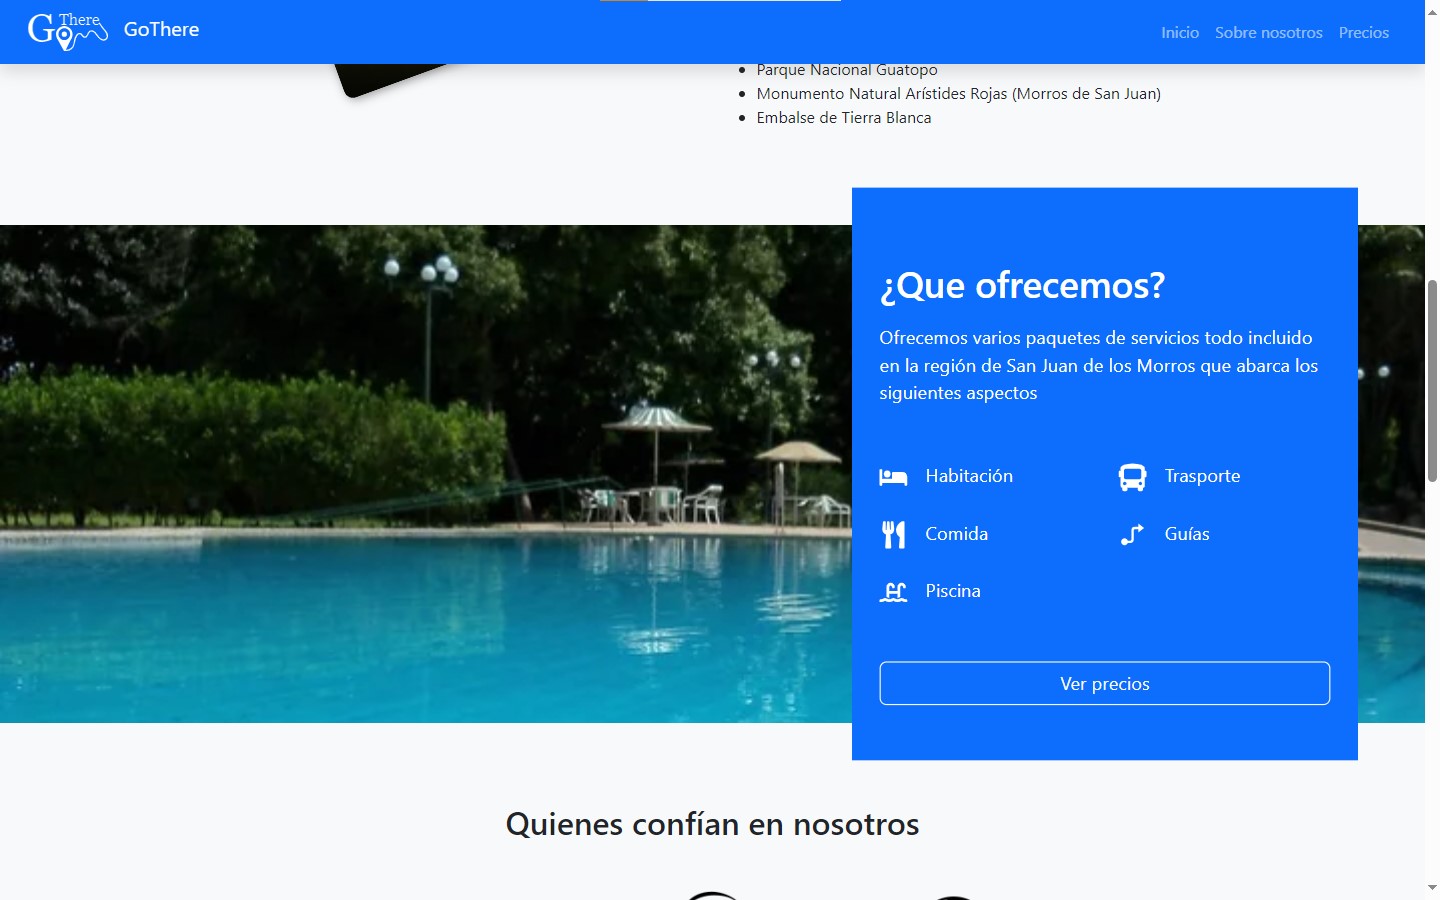 GoThere
GoThere
Inicio
Sobre nosotros
Precios
Parque Nacional Guatopo
Monumento Natural Arístides Rojas (Morros de San Juan)
Embalse de Tierra Blanca
¿Que ofrecemos?
Ofrecemos varios paquetes de servicios todo incluido
en la región de San Juan de los Morros que abarca los
siguientes aspectos
Habitación
Trasporte
Comida
Guías
Piscina
Ver precios
Quienes confían en nosotros